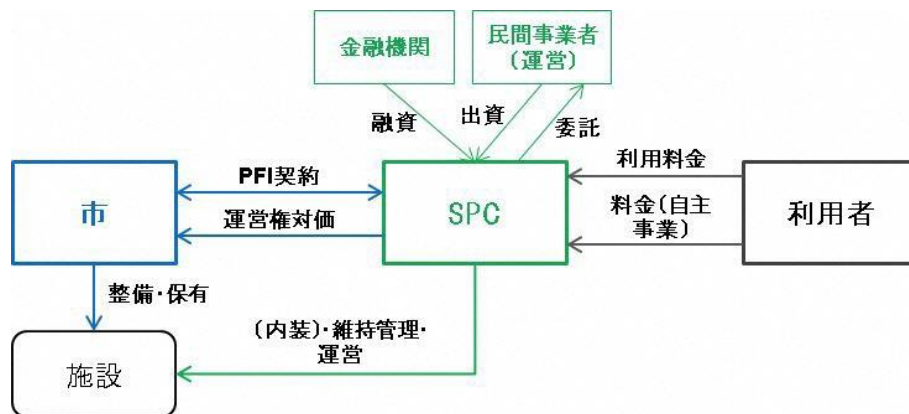 金融機関
民間事業者
(運営)
融資
出資
委託
市
PFI契約
運営権対価
SPC
利用料金
料金(自主
事業)
利用者
整備・保有
(内装)・維持管理・
運営
施設